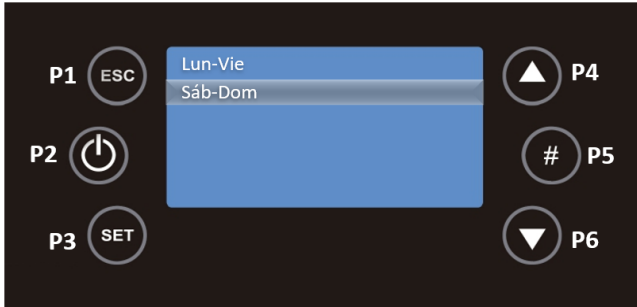 P1 ESC
Lun-Vie
Sáb-Dom
P4
P2
# P5
P3 SET
P6